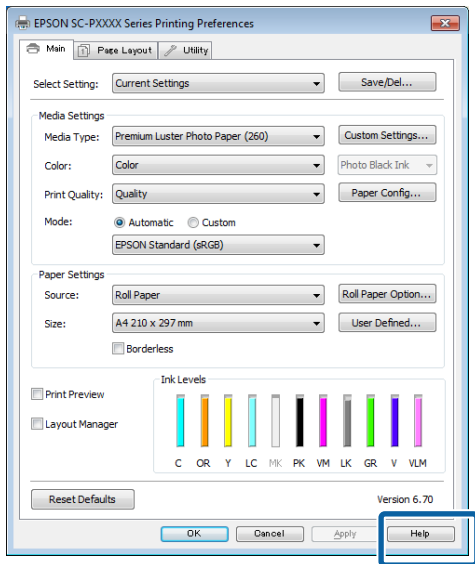 EPSON SC-PXXXX Series Printing Preferences
Main Page Layout Utility
Select Setting: Current Settings Save/Del...
Media Settings
Media Type: Premium Luster Photo Paper (260) Custom Settings...
Color: Color Photo Black Ink
Print Quality: Quality Paper Config...
Mode: Automatic Custom
EPSON Standard (sRGB)
Paper Settings
Source: Roll Paper Roll Paper Option...
Size: A4 210 x 297 mm User Defined...
Borderless
Ink Levels
Print Preview
Layout Manager
C OR Y LC MK PK VM LK GR V VLM
Reset Defaults Version 6.70
OK Cancel Apply Help